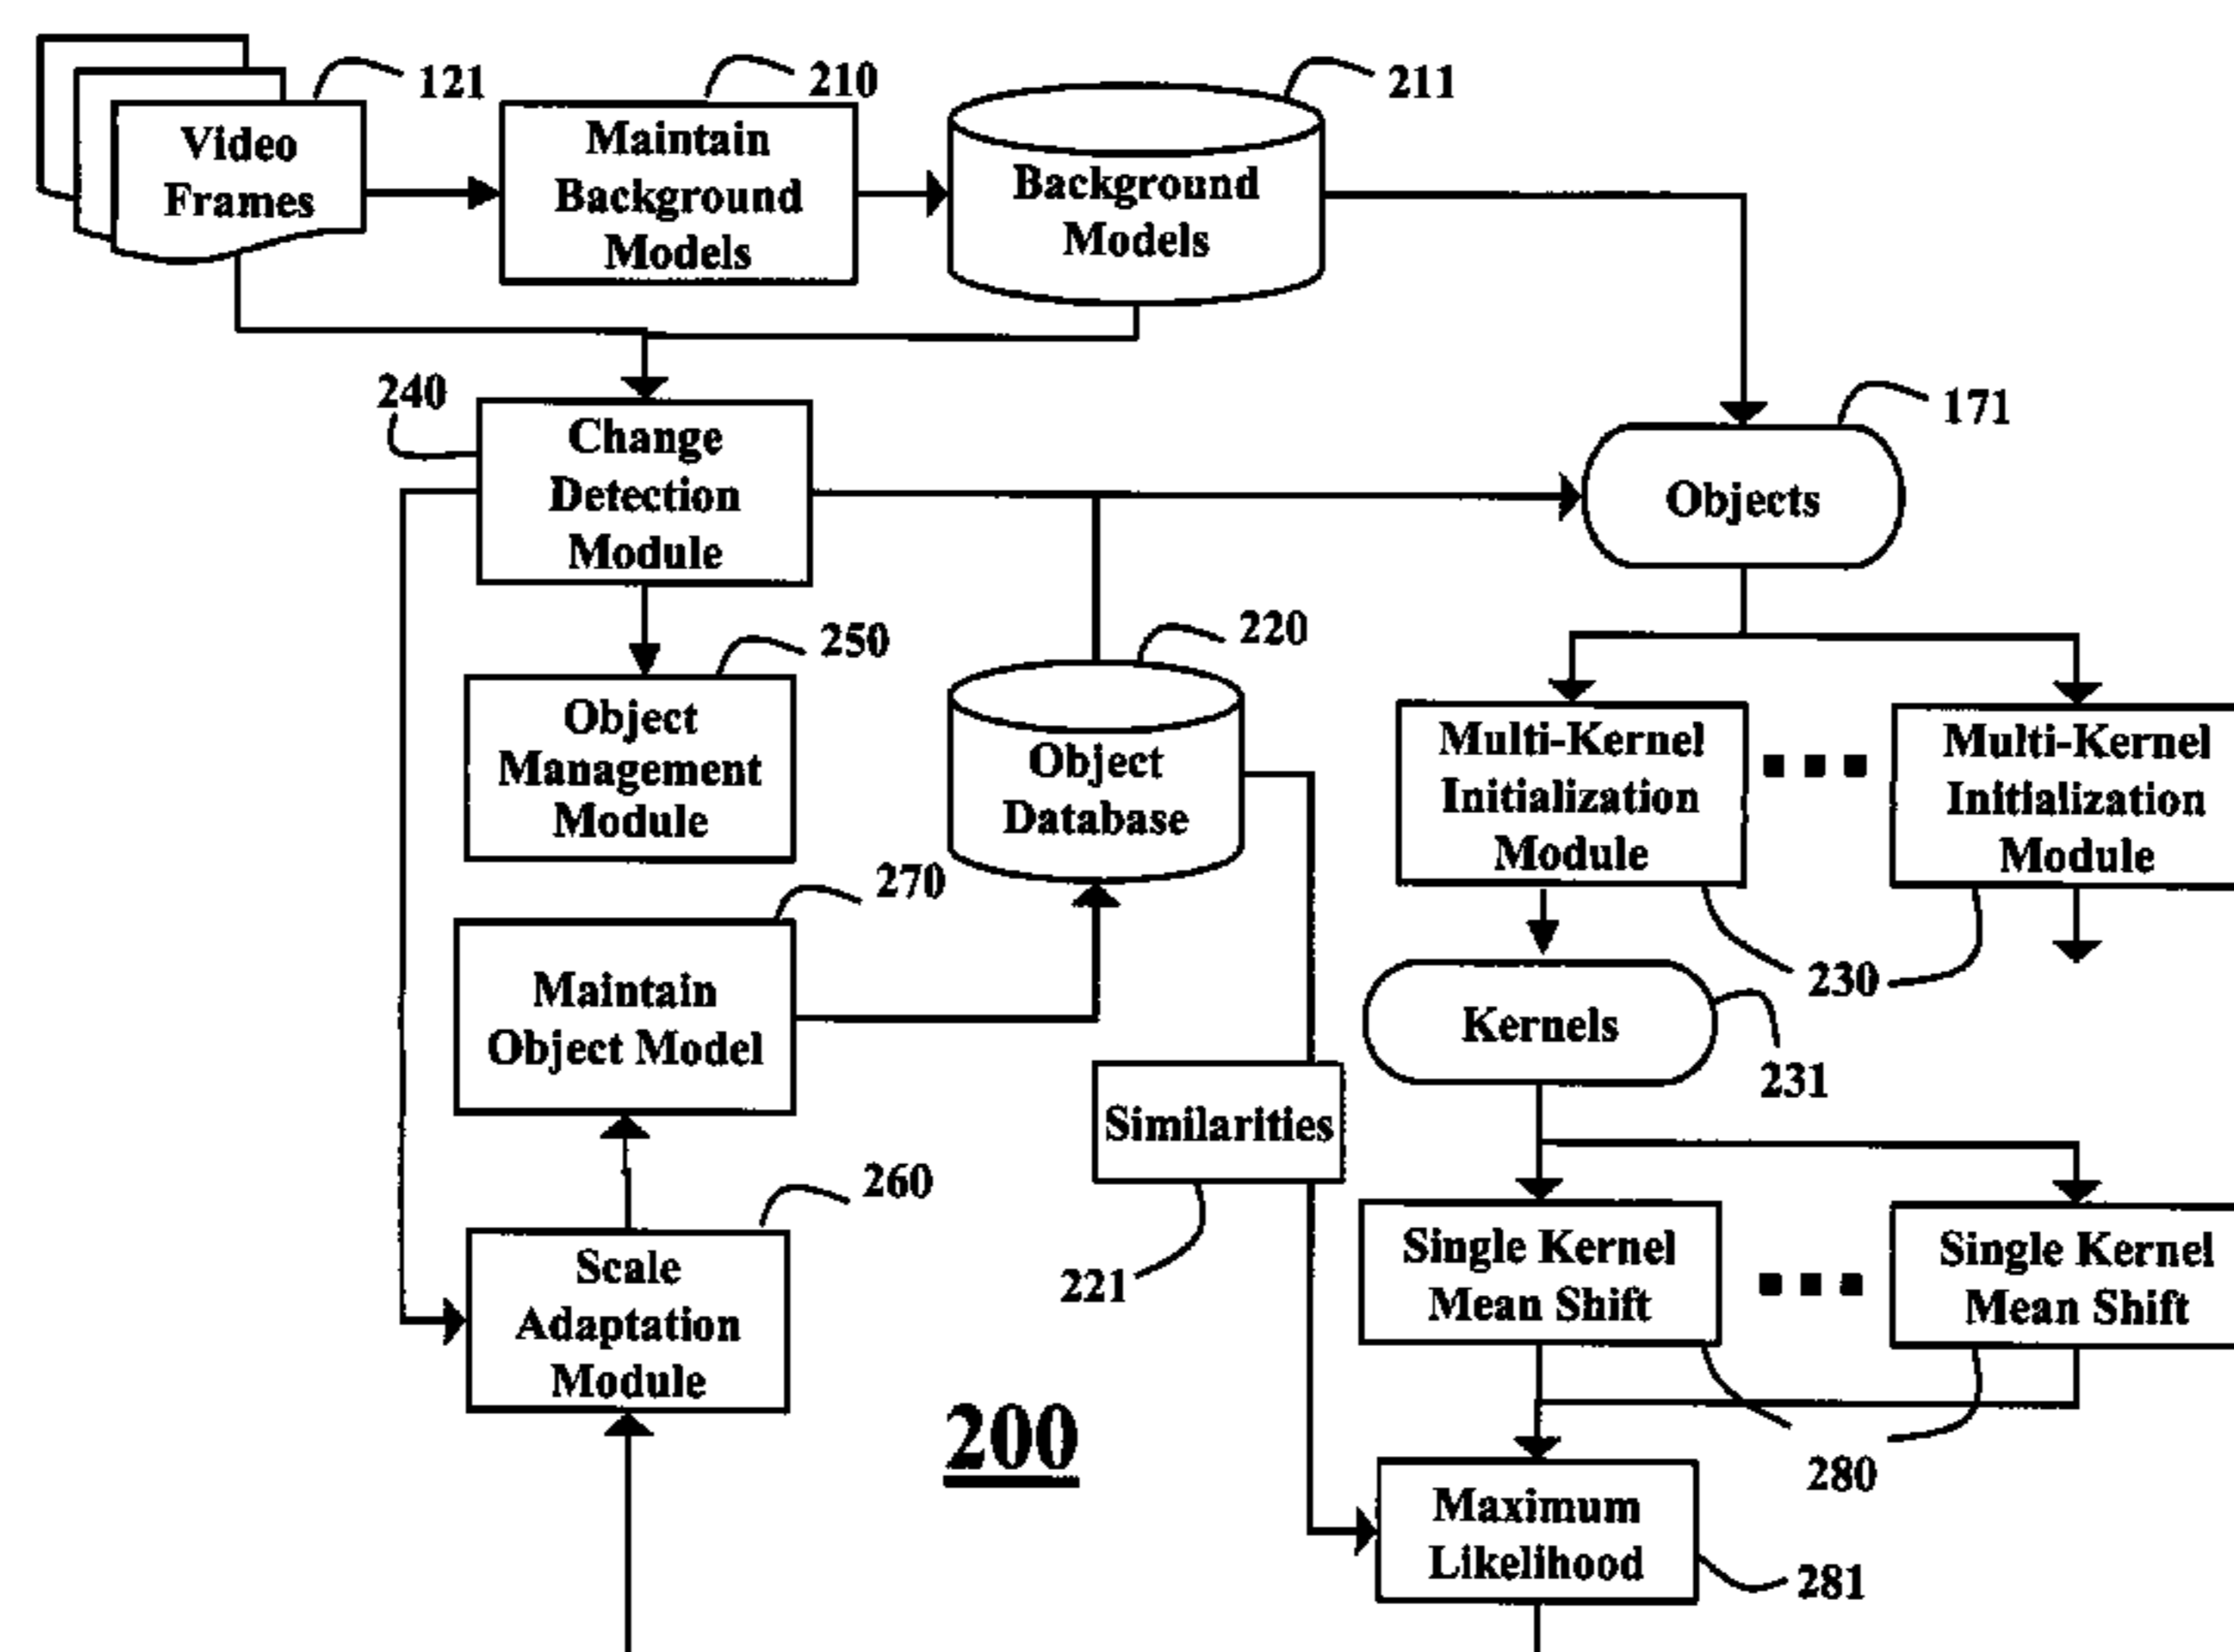 121
210
211
Video
Frames
Maintain
Background
Models
Background
Models
240
171
Change
Detection
Module
Objects
250
220
Object
Management
Module
Object
Database
Multi-Kernel
Initialization
Module
Multi-Kernel
Initialization
Module
270
230
Maintain
Object Model
Kernels
231
Similarities
260
221
Scale
Adaptation
Module
Single Kernel
Mean Shift
Single Kernel
Mean Shift
200
280
Maximum
Likelihood
281